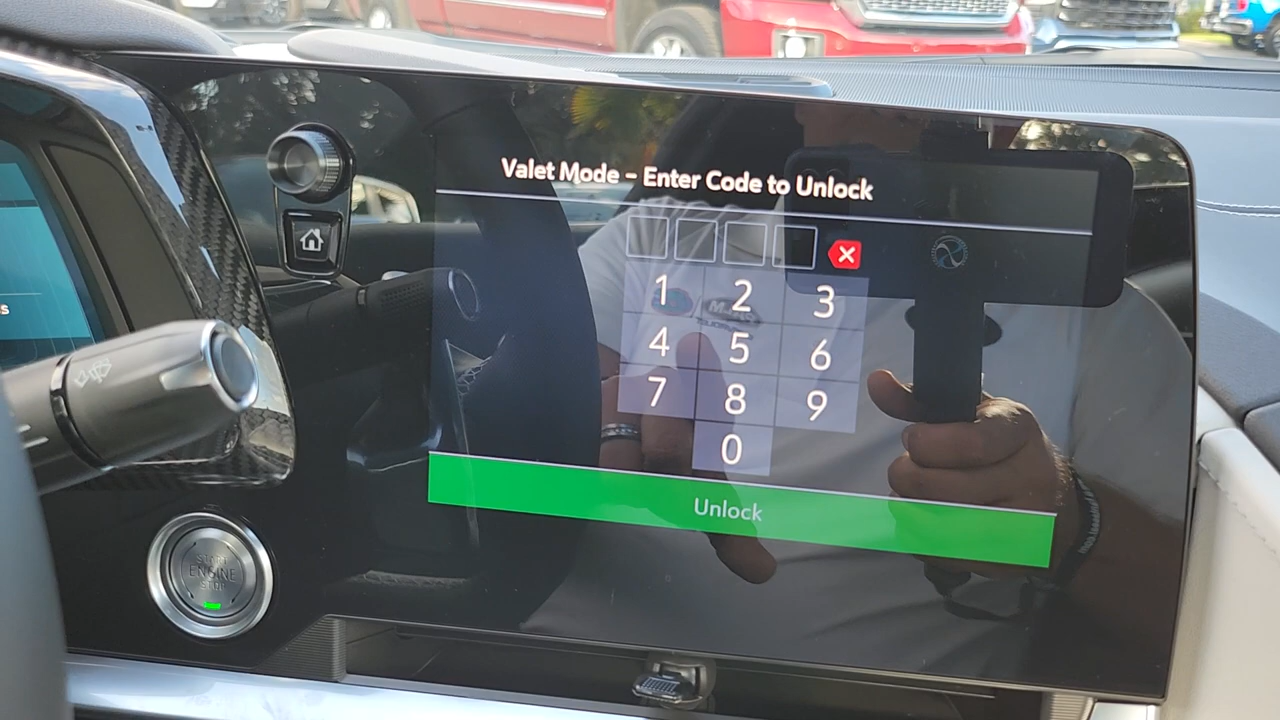 Valet Mode - Enter Code to Unlock
1 2 3
4 5 6
7 8 9
0
Unlock
s
START
ENGINE
STOP